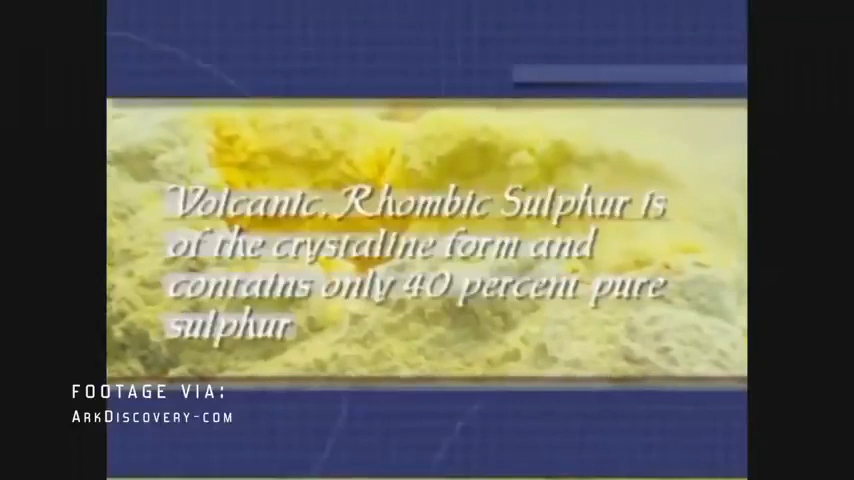 Volcanic, Rhombic Sulphur is
of the crystaline form and
contains only 40 percent pure
sulphur
FOOTAGE VIA:
ARKDISCOVERY-COM